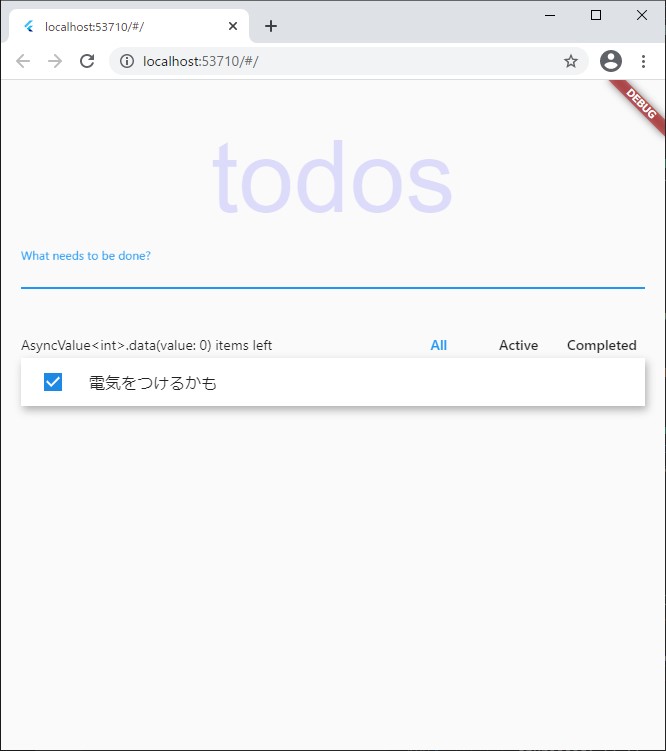 localhost:53710/#/
localhost:53710/#/
DEBUG
todos
What needs to be done?
AsyncValue<int>.data(value: 0) items left All Active Completed
電気をつけるかも